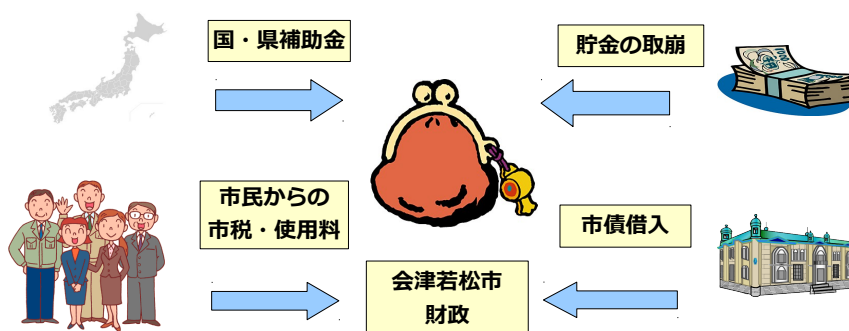 国・県補助金
貯金の取崩
市民からの
市税・使用料
市債借入
会津若松市
財政